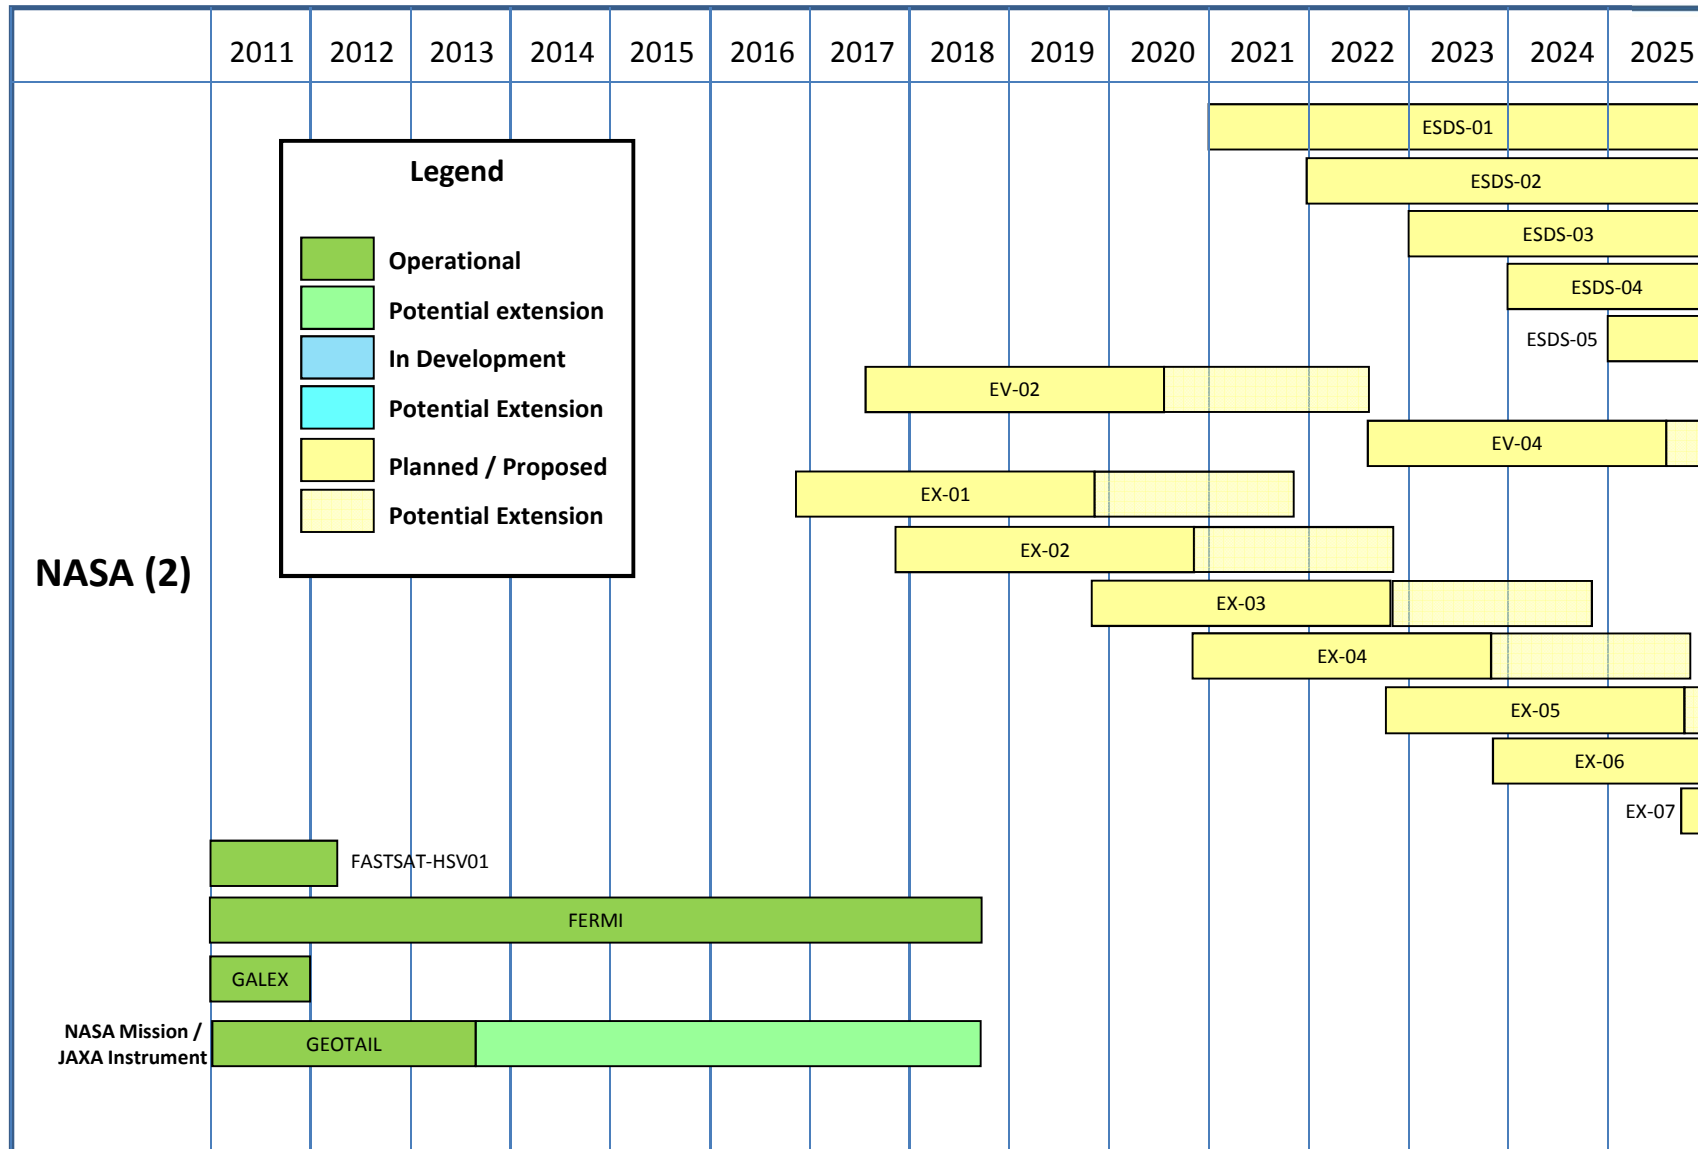 2011 2012 2013 2014 2015 2016 2017 2018 2019 2020 2021 2022 2023 2024 2025
Legend
Operational
Potential extension
In Development
Potential Extension
Planned / Proposed
Potential Extension
NASA (2)
ESDS-01
ESDS-02
ESDS-03
ESDS-04
ESDS-05
EV-02
EV-04
EX-01
EX-02
EX-03
EX-04
EX-05
EX-06
EX-07
FASTSAT-HSV01
FERMI
GALEX
NASA Mission /
JAXA Instrument
GEOTAIL